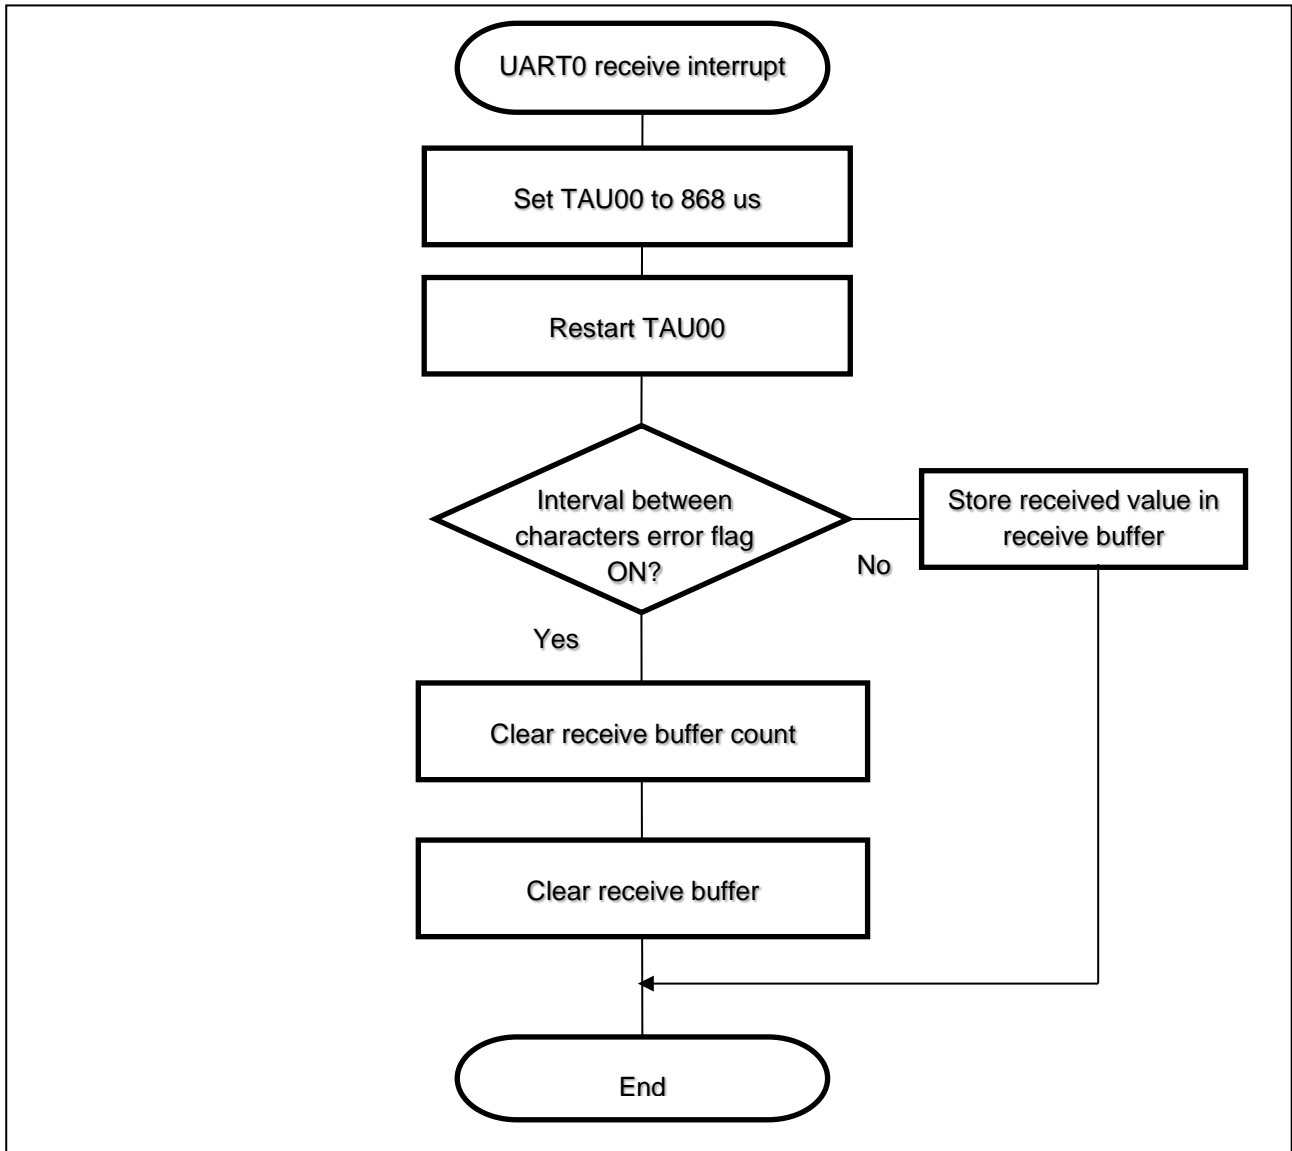 UART0 receive interrupt
Set TAU00 to 868 us
Restart TAU00
Interval between
characters error flag
ON?
No
Store received value in
receive buffer
Yes
Clear receive buffer count
Clear receive buffer
End